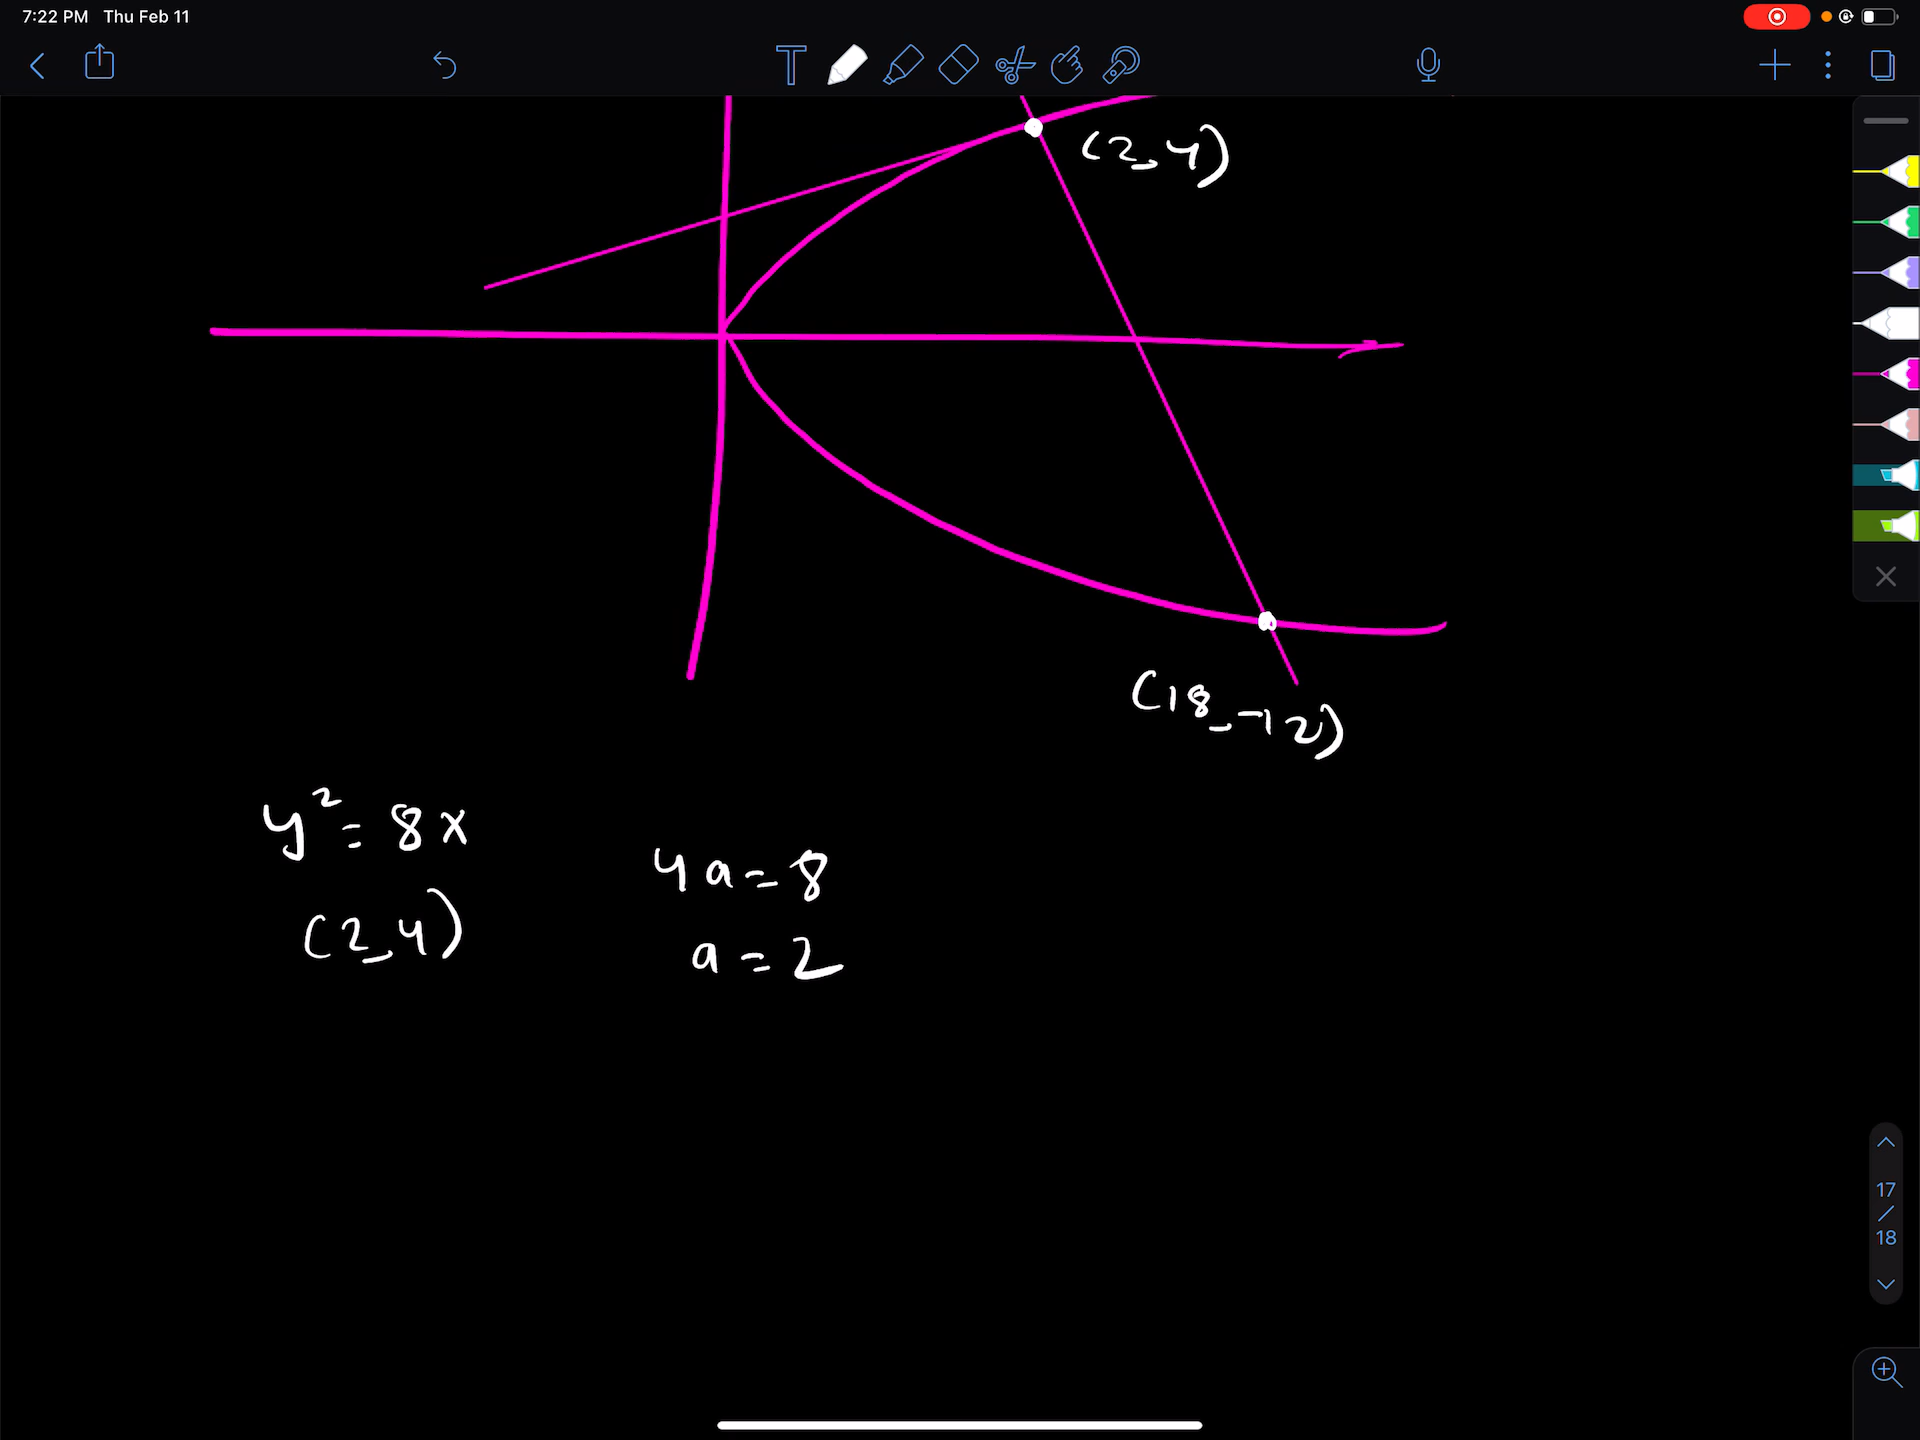 7:22 PM Thu Feb 11
(2,4)
(18,-12)
y² = 8x
4a = 8
(2,4)
a = 2
17
/
18